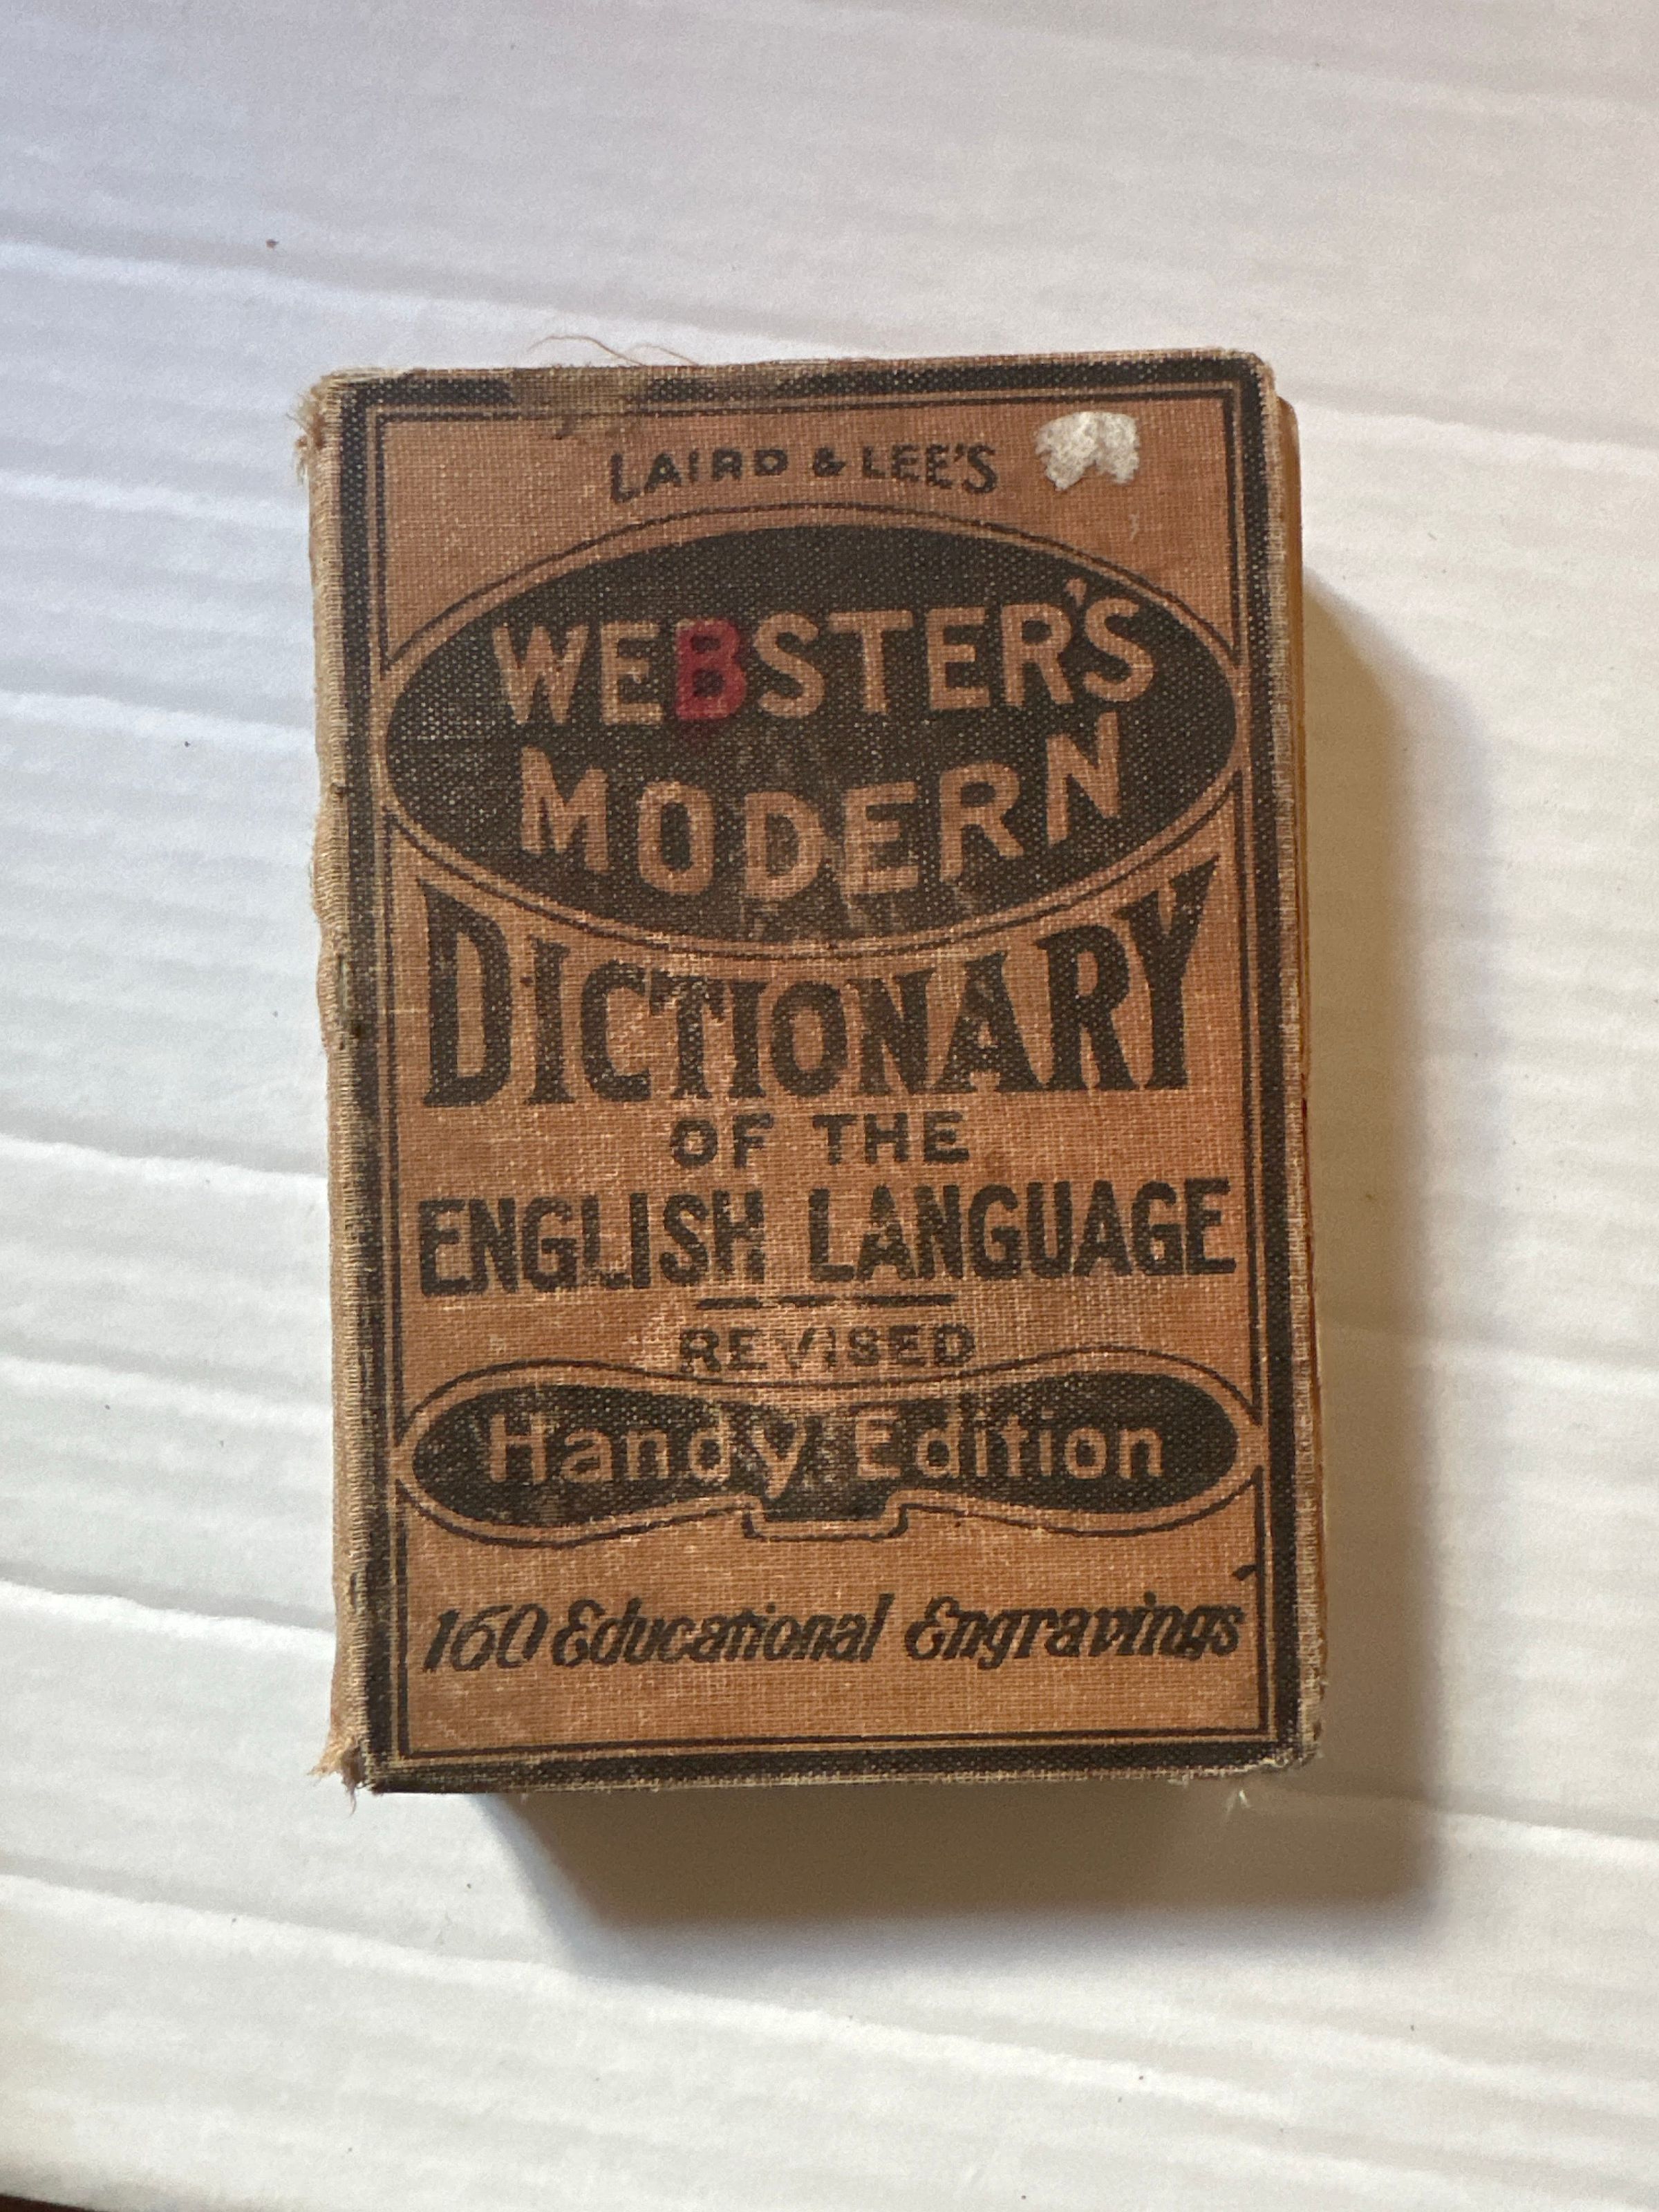 LAIRD & LEE'S
WEBSTER'S
MODERN
DICTIONARY
OF THE
ENGLISH LANGUAGE
REVISED
Handy Edition
160 Educational Engravings